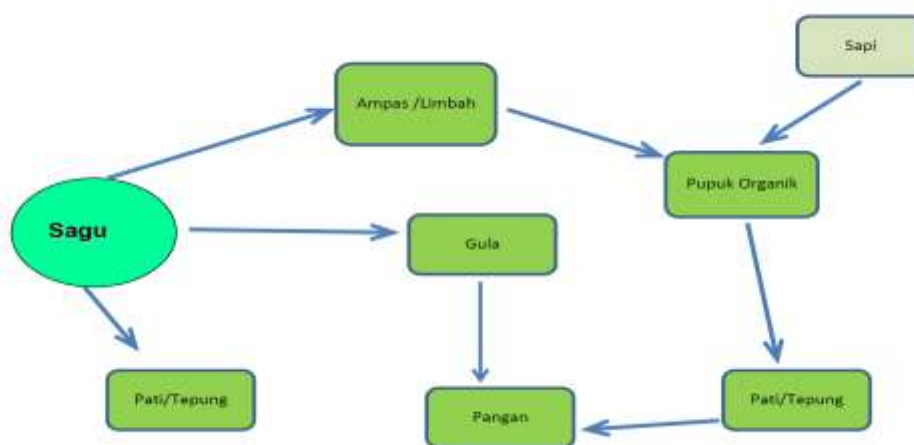 Sapi
Ampas /Limbah
Pupuk Organik
Sagu
Gula
Pati/Tepung
Pangan
Pati/Tepung